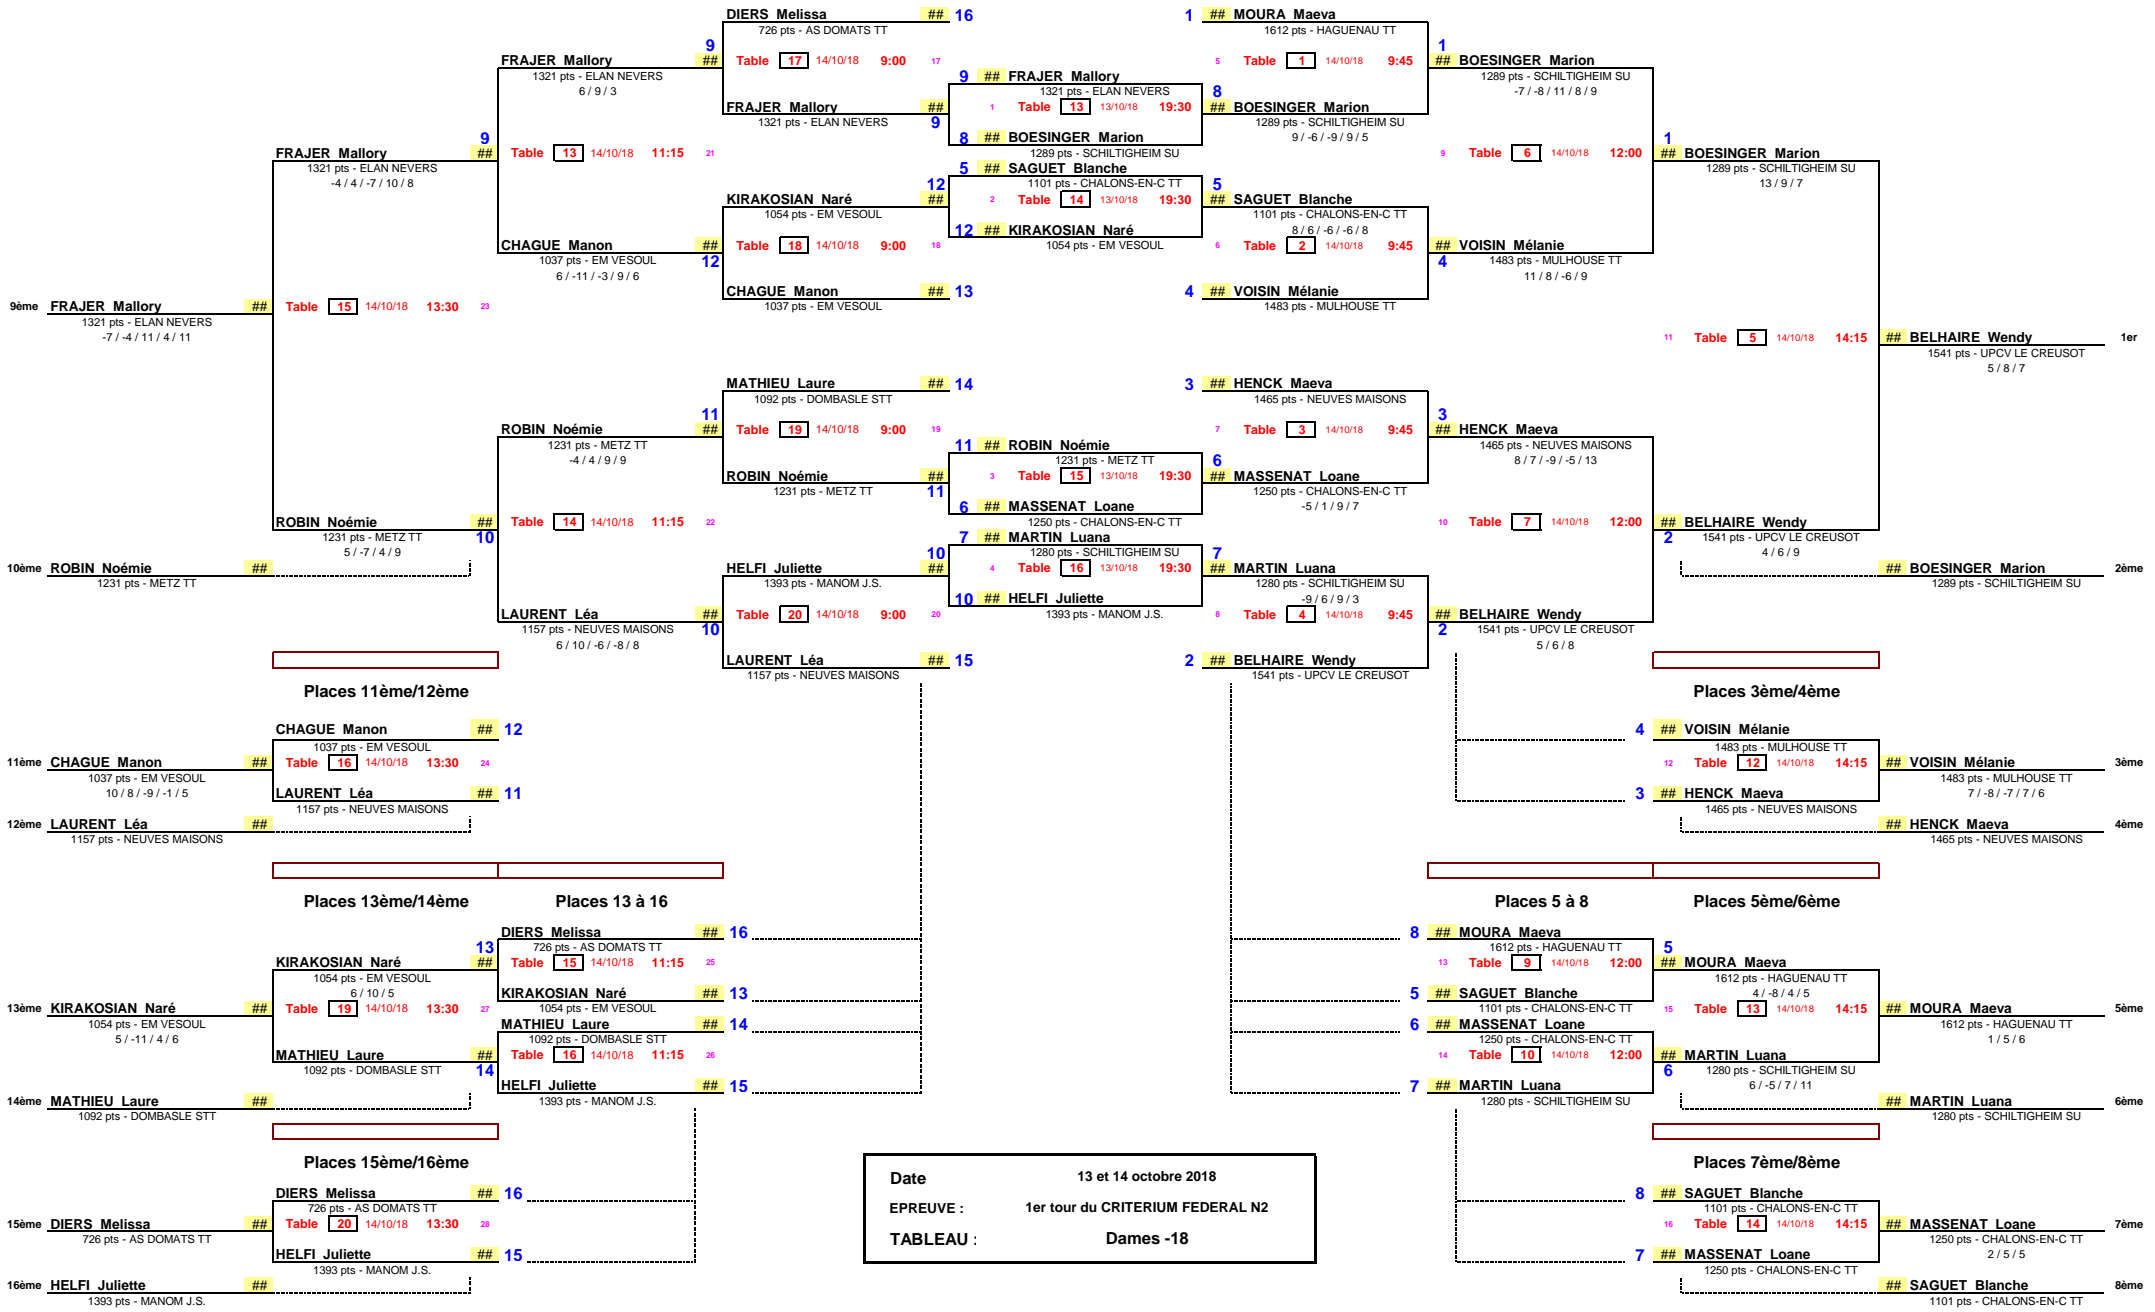 DIERS Melissa ## 16
726 pts - AS DOMATS TT
1 ## MOURA Maeva
1612 pts - HAGUENAU TT
9
FRAJER Mallory ##
1321 pts - ELAN NEVERS
6 / 9 / 3
Table 17 14/10/18 9:00 17
5 Table 1 14/10/18 9:45
1
## BOESINGER Marion
1289 pts - SCHILTIGHEIM SU
-7 / -8 / 11 / 8 / 9
9 ## FRAJER Mallory
1321 pts - ELAN NEVERS
FRAJER Mallory ##
1321 pts - ELAN NEVERS
9
1 Table 13 13/10/18 19:30
8
## BOESINGER Marion
1289 pts - SCHILTIGHEIM SU
9 / -6 / -9 / 9 / 5
8 ## BOESINGER Marion
1289 pts - SCHILTIGHEIM SU
9
FRAJER Mallory ##
1321 pts - ELAN NEVERS
-4 / 4 / -7 / 10 / 8
Table 13 14/10/18 11:15 21
9 Table 6 14/10/18 12:00
1
## BOESINGER Marion
1289 pts - SCHILTIGHEIM SU
13 / 9 / 7
5 ## SAGUET Blanche
1101 pts - CHALONS-EN-C TT
12
KIRAKOSIAN Naré ##
1054 pts - EM VESOUL
2 Table 14 13/10/18 19:30
5
## SAGUET Blanche
1101 pts - CHALONS-EN-C TT
8 / 6 / -6 / -6 / 8
12 ## KIRAKOSIAN Naré
1054 pts - EM VESOUL
CHAGUE Manon ##
1037 pts - EM VESOUL
12
6 / -11 / -3 / 9 / 6
Table 18 14/10/18 9:00 18
6 Table 2 14/10/18 9:45
## VOISIN Mélanie
4
1483 pts - MULHOUSE TT
11 / 8 / -6 / 9
CHAGUE Manon ## 13
1037 pts - EM VESOUL
4 ## VOISIN Mélanie
1483 pts - MULHOUSE TT
9ème FRAJER Mallory ##
1321 pts - ELAN NEVERS
-7 / -4 / 11 / 4 / 11
Table 15 14/10/18 13:30 23
11 Table 5 14/10/18 14:15
## BELHAIRE Wendy 1er
1541 pts - UPCV LE CREUSOT
5 / 8 / 7
MATHIEU Laure ## 14
1092 pts - DOMBASLE STT
3 ## HENCK Maeva
1465 pts - NEUVES MAISONS
11
ROBIN Noémie ##
1231 pts - METZ TT
-4 / 4 / 9 / 9
Table 19 14/10/18 9:00 19
7 Table 3 14/10/18 9:45
3
## HENCK Maeva
1465 pts - NEUVES MAISONS
8 / 7 / -9 / -5 / 13
11 ## ROBIN Noémie
1231 pts - METZ TT
ROBIN Noémie ##
1231 pts - METZ TT
11
3 Table 15 13/10/18 19:30
6
## MASSENAT Loane
1250 pts - CHALONS-EN-C TT
-5 / 1 / 9 / 7
6 ## MASSENAT Loane
1250 pts - CHALONS-EN-C TT
ROBIN Noémie ##
1231 pts - METZ TT
10
5 / -7 / 4 / 9
Table 14 14/10/18 11:15 22
10 Table 7 14/10/18 12:00
## BELHAIRE Wendy
2
1541 pts - UPCV LE CREUSOT
4 / 6 / 9
7 ## MARTIN Luana
1280 pts - SCHILTIGHEIM SU
10
HELFI Juliette ##
1393 pts - MANOM J.S.
4 Table 16 13/10/18 19:30
7
## MARTIN Luana
1280 pts - SCHILTIGHEIM SU
-9 / 6 / 9 / 3
10ème ROBIN Noémie ##
1231 pts - METZ TT
## BOESINGER Marion 2ème
1289 pts - SCHILTIGHEIM SU
10 ## HELFI Juliette
1393 pts - MANOM J.S.
LAURENT Léa ##
1157 pts - NEUVES MAISONS
10
6 / 10 / -6 / -8 / 8
Table 20 14/10/18 9:00 20
8 Table 4 14/10/18 9:45
## BELHAIRE Wendy
2
1541 pts - UPCV LE CREUSOT
5 / 6 / 8
LAURENT Léa ## 15
1157 pts - NEUVES MAISONS
2 ## BELHAIRE Wendy
1541 pts - UPCV LE CREUSOT
Places 11ème/12ème
Places 3ème/4ème
CHAGUE Manon ## 12
1037 pts - EM VESOUL
4 ## VOISIN Mélanie
1483 pts - MULHOUSE TT
11ème CHAGUE Manon ##
1037 pts - EM VESOUL
10 / 8 / -9 / -1 / 5
Table 16 14/10/18 13:30 24
12 Table 12 14/10/18 14:15
## VOISIN Mélanie 3ème
1483 pts - MULHOUSE TT
7 / -8 / -7 / 7 / 6
LAURENT Léa ## 11
1157 pts - NEUVES MAISONS
3 ## HENCK Maeva
1465 pts - NEUVES MAISONS
12ème LAURENT Léa ##
1157 pts - NEUVES MAISONS
## HENCK Maeva 4ème
1465 pts - NEUVES MAISONS
Places 13ème/14ème
Places 13 à 16
Places 5 à 8
Places 5ème/6ème
DIERS Melissa ## 16
726 pts - AS DOMATS TT
8 ## MOURA Maeva
1612 pts - HAGUENAU TT
13
KIRAKOSIAN Naré ##
1054 pts - EM VESOUL
6 / 10 / 5
Table 15 14/10/18 11:15 25
13 Table 9 14/10/18 12:00
5
## MOURA Maeva
1612 pts - HAGUENAU TT
4 / -8 / 4 / 5
KIRAKOSIAN Naré ## 13
1054 pts - EM VESOUL
5 ## SAGUET Blanche
1101 pts - CHALONS-EN-C TT
13ème KIRAKOSIAN Naré ##
1054 pts - EM VESOUL
5 / -11 / 4 / 6
Table 19 14/10/18 13:30 27
15 Table 13 14/10/18 14:15
## MOURA Maeva 5ème
1612 pts - HAGUENAU TT
1 / 5 / 6
MATHIEU Laure ## 14
1092 pts - DOMBASLE STT
6 ## MASSENAT Loane
1250 pts - CHALONS-EN-C TT
MATHIEU Laure ##
1092 pts - DOMBASLE STT
14
Table 16 14/10/18 11:15 26
14 Table 10 14/10/18 12:00
## MARTIN Luana
6
1280 pts - SCHILTIGHEIM SU
6 / -5 / 7 / 11
HELFI Juliette ## 15
1393 pts - MANOM J.S.
7 ## MARTIN Luana
1280 pts - SCHILTIGHEIM SU
14ème MATHIEU Laure ##
1092 pts - DOMBASLE STT
## MARTIN Luana 6ème
1280 pts - SCHILTIGHEIM SU
Places 15ème/16ème
Places 7ème/8ème
Date 13 et 14 octobre 2018
EPREUVE : 1er tour du CRITERIUM FEDERAL N2
TABLEAU : Dames -18
DIERS Melissa ## 16
726 pts - AS DOMATS TT
8 ## SAGUET Blanche
1101 pts - CHALONS-EN-C TT
15ème DIERS Melissa ##
726 pts - AS DOMATS TT
Table 20 14/10/18 13:30 28
16 Table 14 14/10/18 14:15
## MASSENAT Loane 7ème
1250 pts - CHALONS-EN-C TT
2 / 5 / 5
HELFI Juliette ## 15
1393 pts - MANOM J.S.
7 ## MASSENAT Loane
1250 pts - CHALONS-EN-C TT
16ème HELFI Juliette ##
1393 pts - MANOM J.S.
## SAGUET Blanche 8ème
1101 pts - CHALONS-EN-C TT